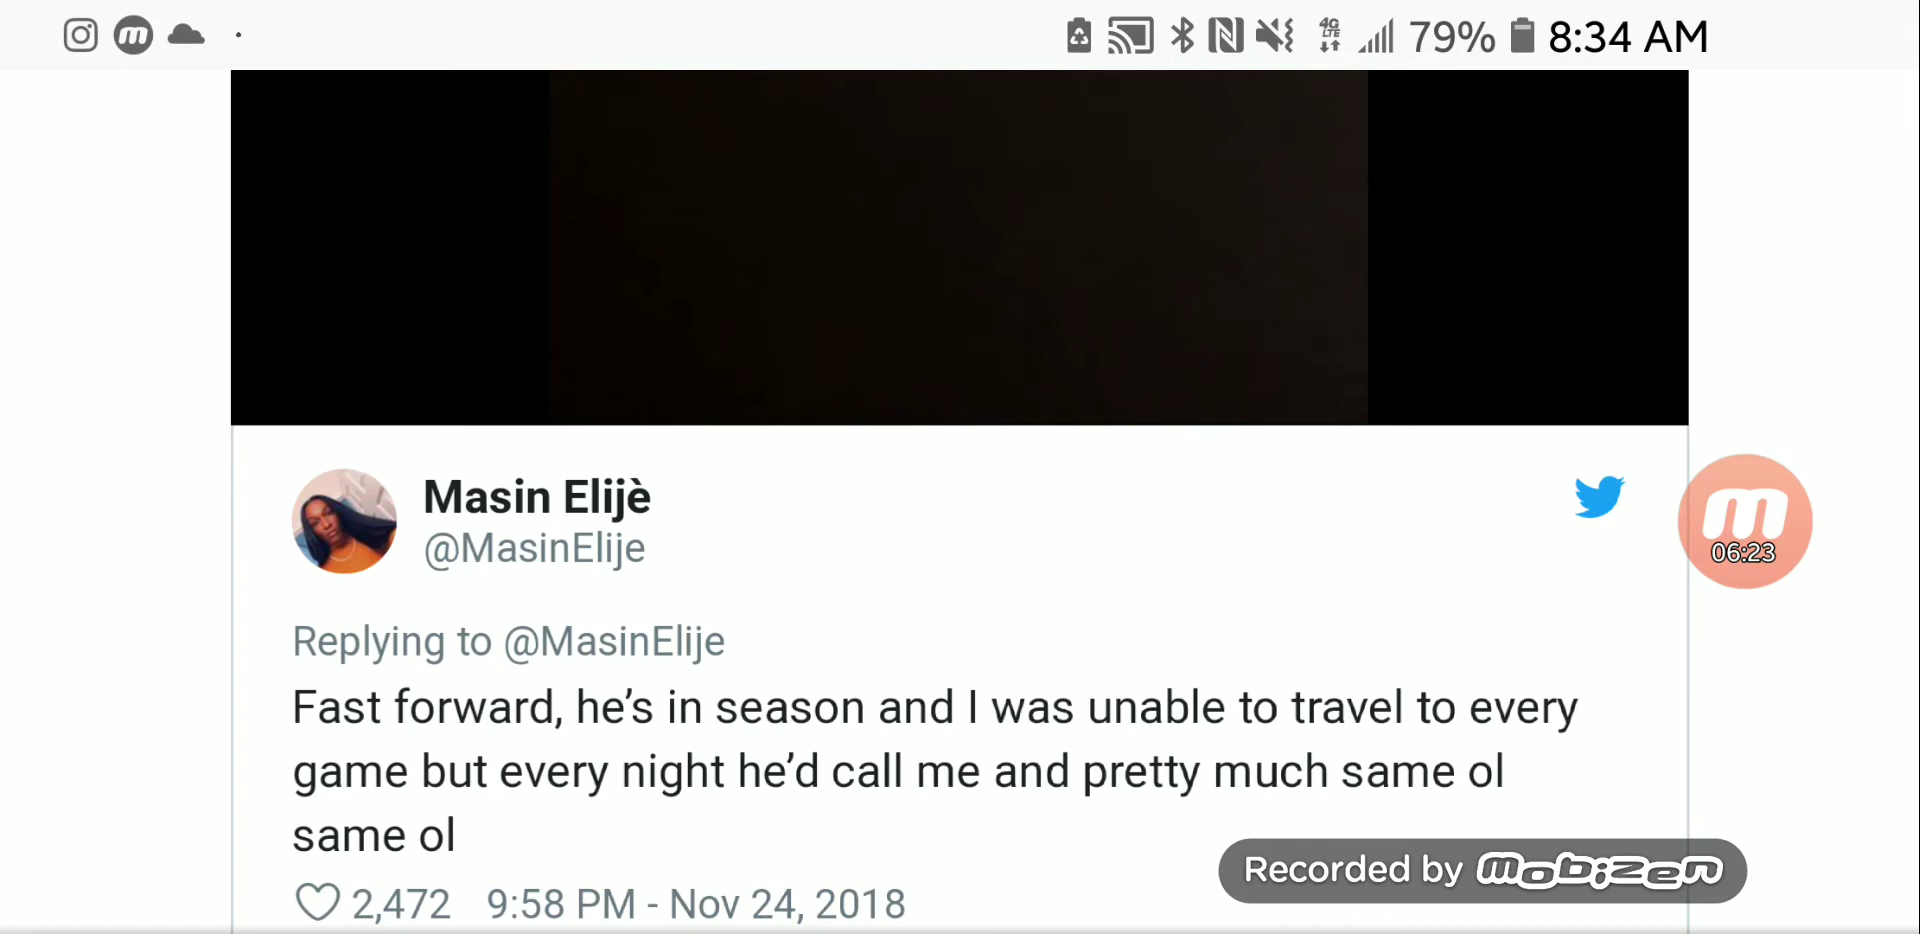 79% 8:34 AM
Masin Elijè
@MasinElije
06:23
Replying to @MasinElije
Fast forward, he’s in season and I was unable to travel to every
game but every night he’d call me and pretty much same ol
same ol
Recorded by mobizen
2,472 9:58 PM - Nov 24, 2018